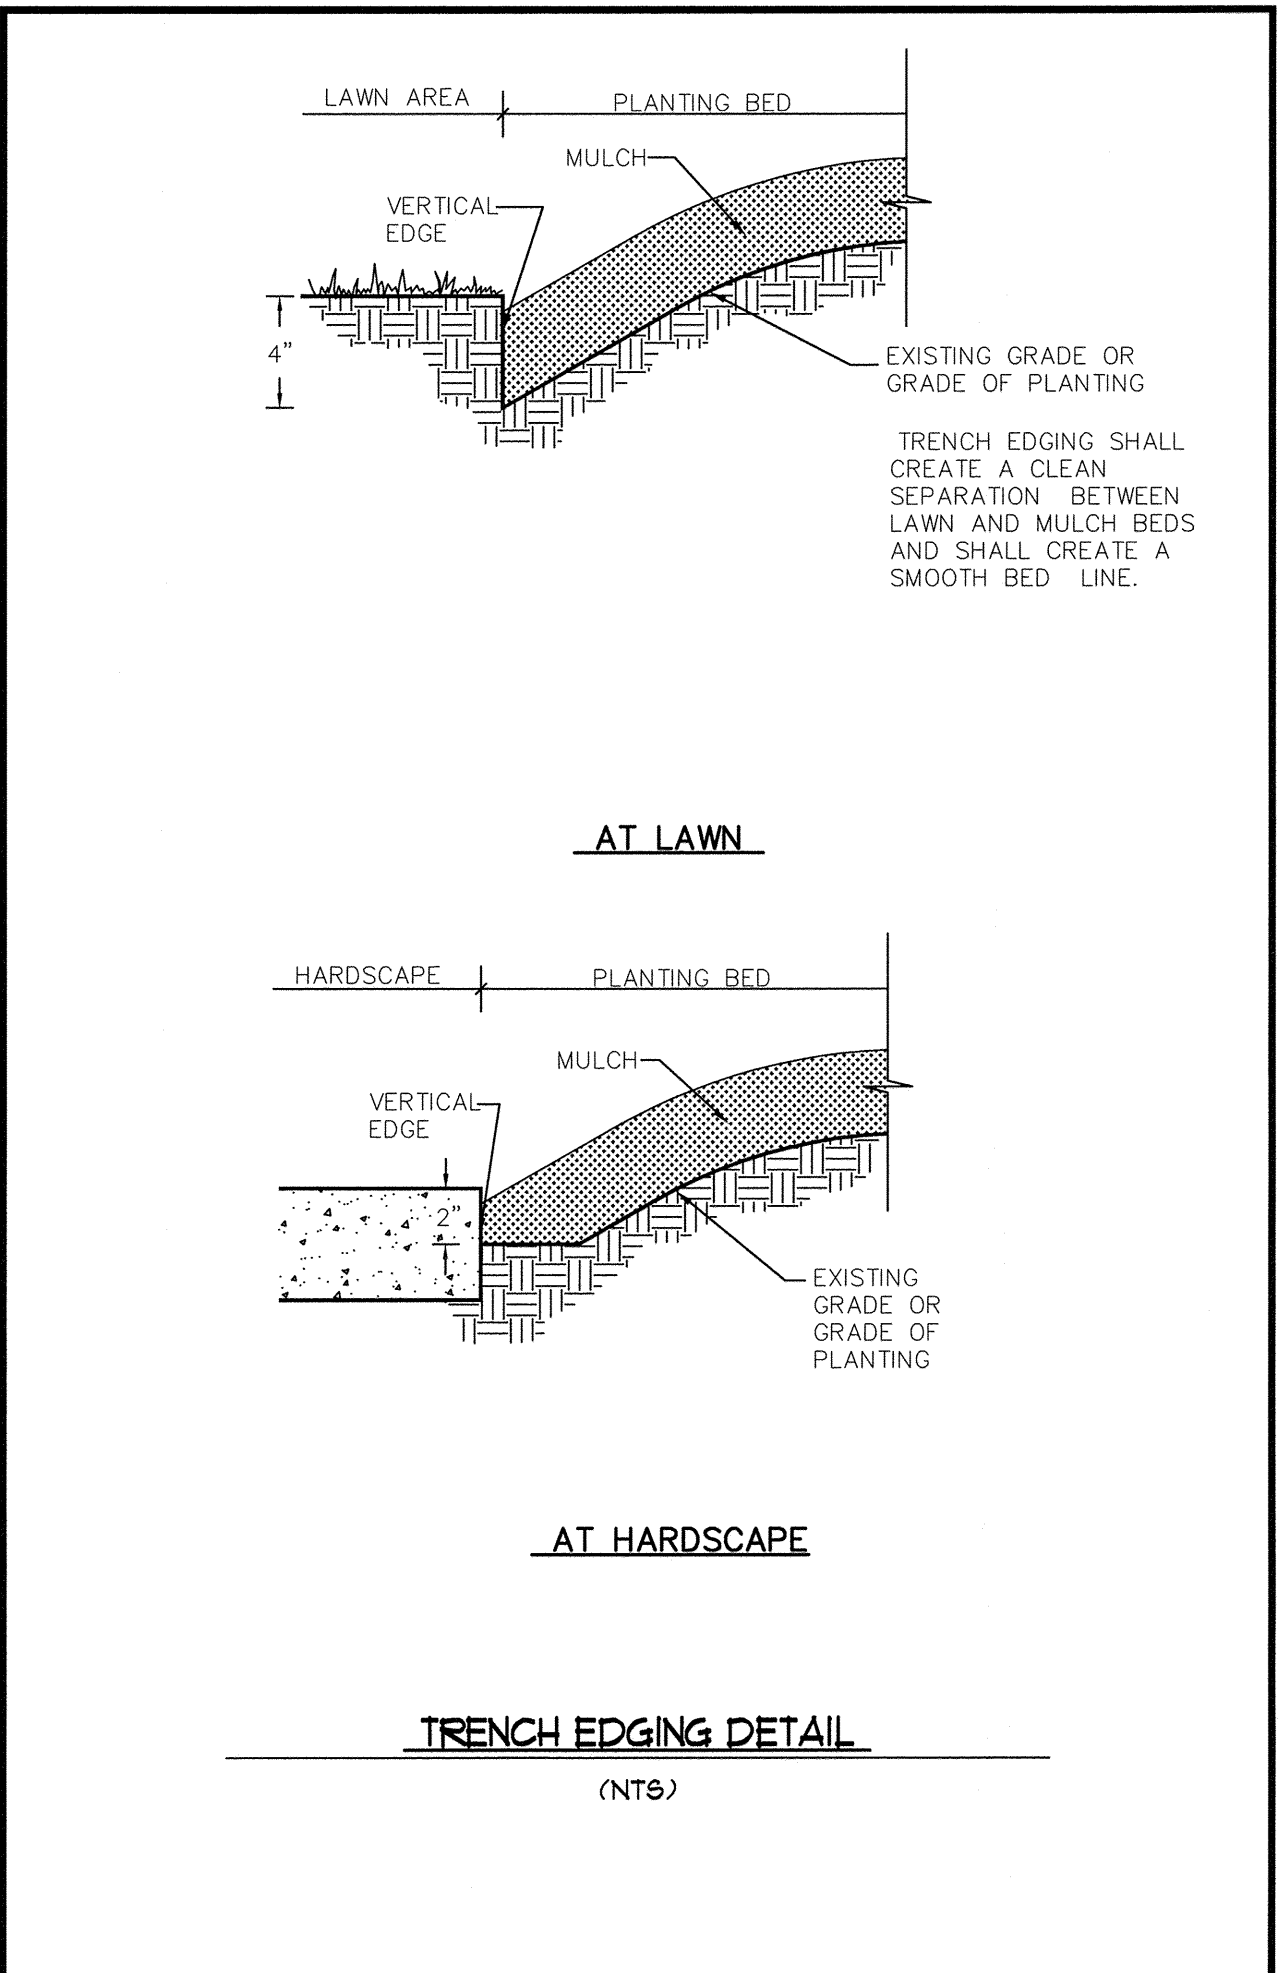 LAWN AREA
PLANTING BED
MULCH
VERTICAL
EDGE
4"
EXISTING GRADE OR
GRADE OF PLANTING
TRENCH EDGING SHALL
CREATE A CLEAN
SEPARATION BETWEEN
LAWN AND MULCH BEDS
AND SHALL CREATE A
SMOOTH BED LINE.
AT LAWN
HARDSCAPE
PLANTING BED
MULCH
VERTICAL
EDGE
2"
EXISTING
GRADE OR
GRADE OF
PLANTING
AT HARDSCAPE
TRENCH EDGING DETAIL
(NTS)